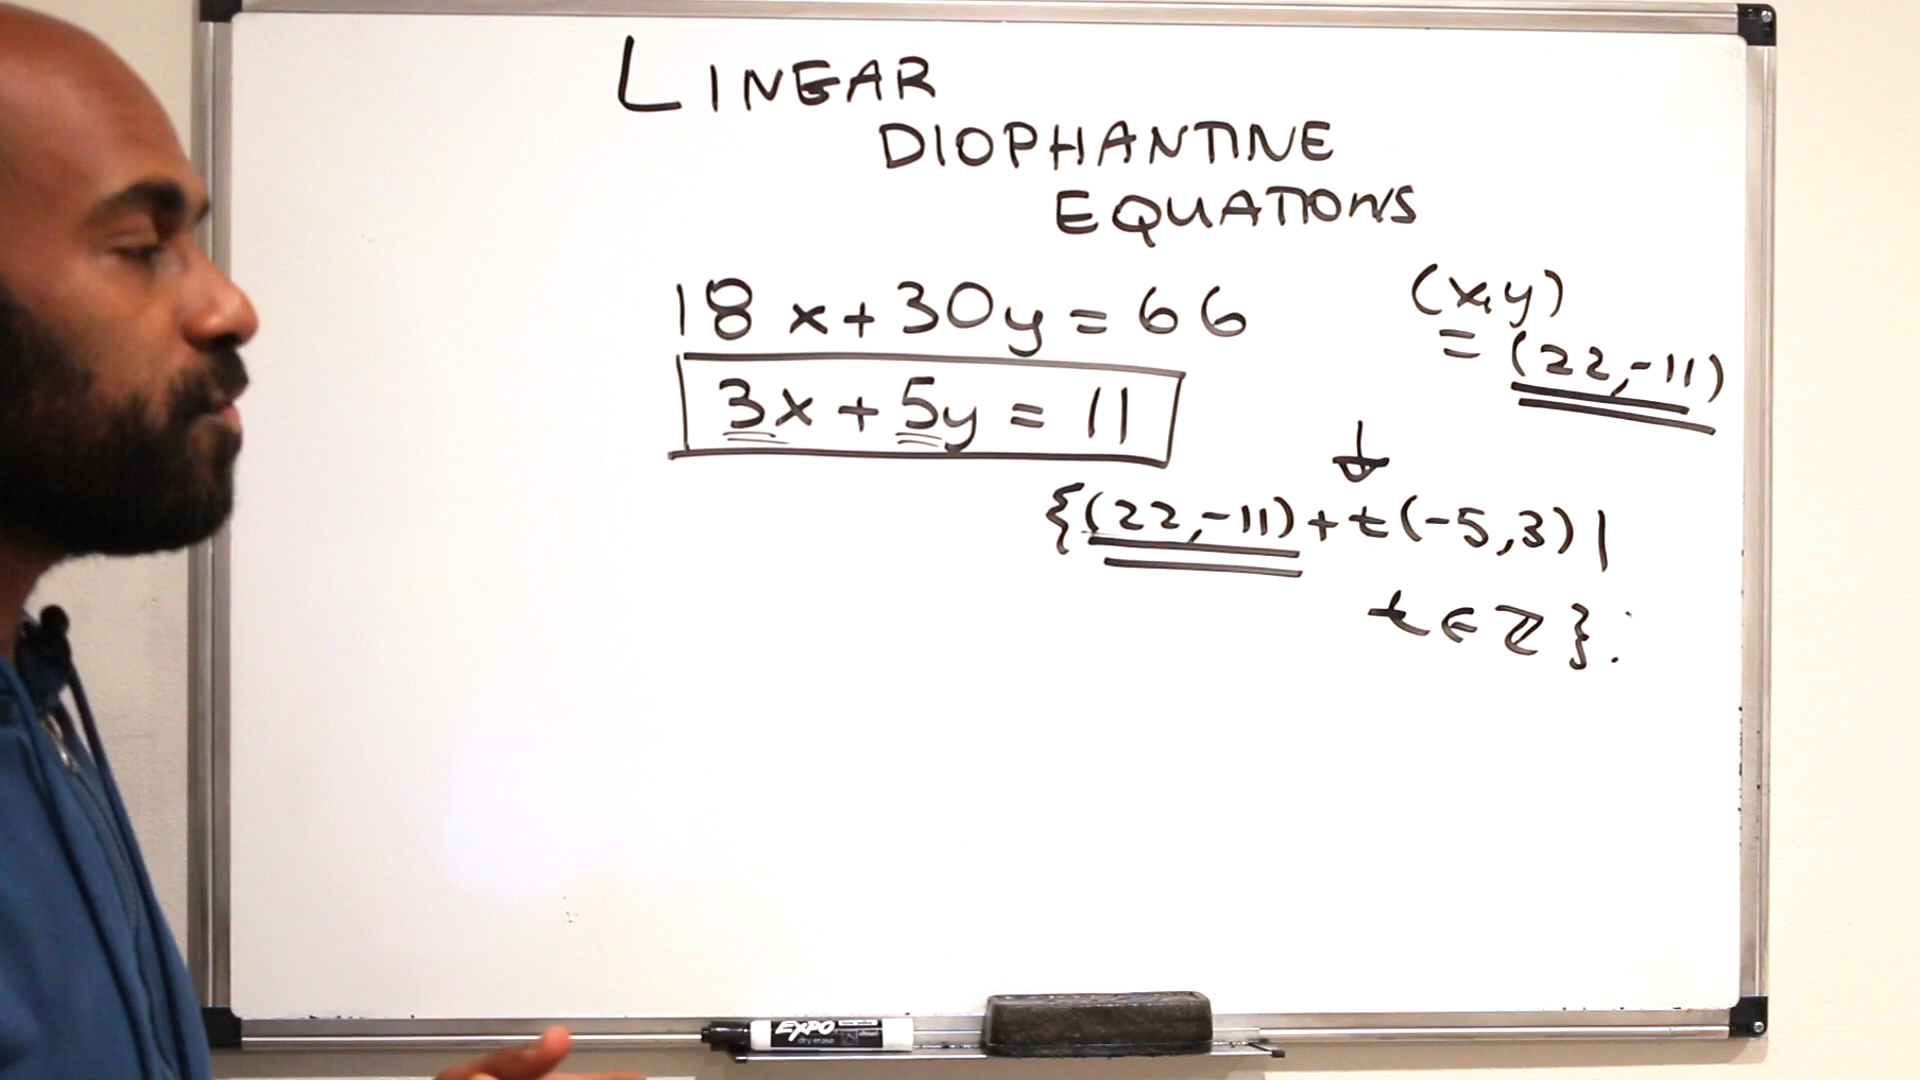 LINEAR
DIOPHANTINE
EQUATIONS
18x+30y=66
3x+5y=11
(x,y)
=(22,-11)
↓
{(22,-11)+t(-5,3)|
t∈ℤ}.
EXPO
dry erase